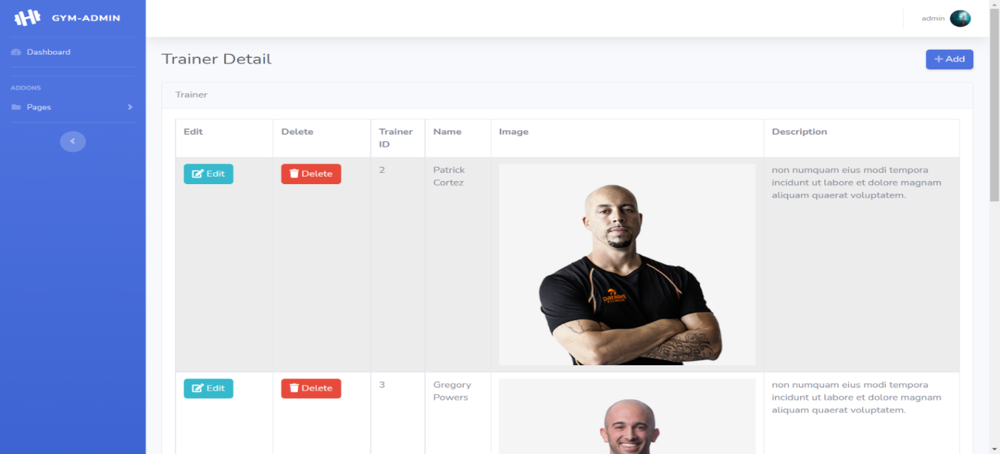 GYM-ADMIN
admin
Dashboard
ADDONS
Pages
Trainer Detail
+ Add
Trainer
Edit
Delete
Trainer
ID
Name
Image
Description
Edit
Delete
2
Patrick
Cortez
parabel
FITNESS
non numquam eius modi tempora
incidunt ut labore et dolore magnam
aliquam quaerat voluptatem.
Edit
Delete
3
Gregory
Powers
non numquam eius modi tempora
incidunt ut labore et dolore magnam
aliquam quaerat voluptatem.